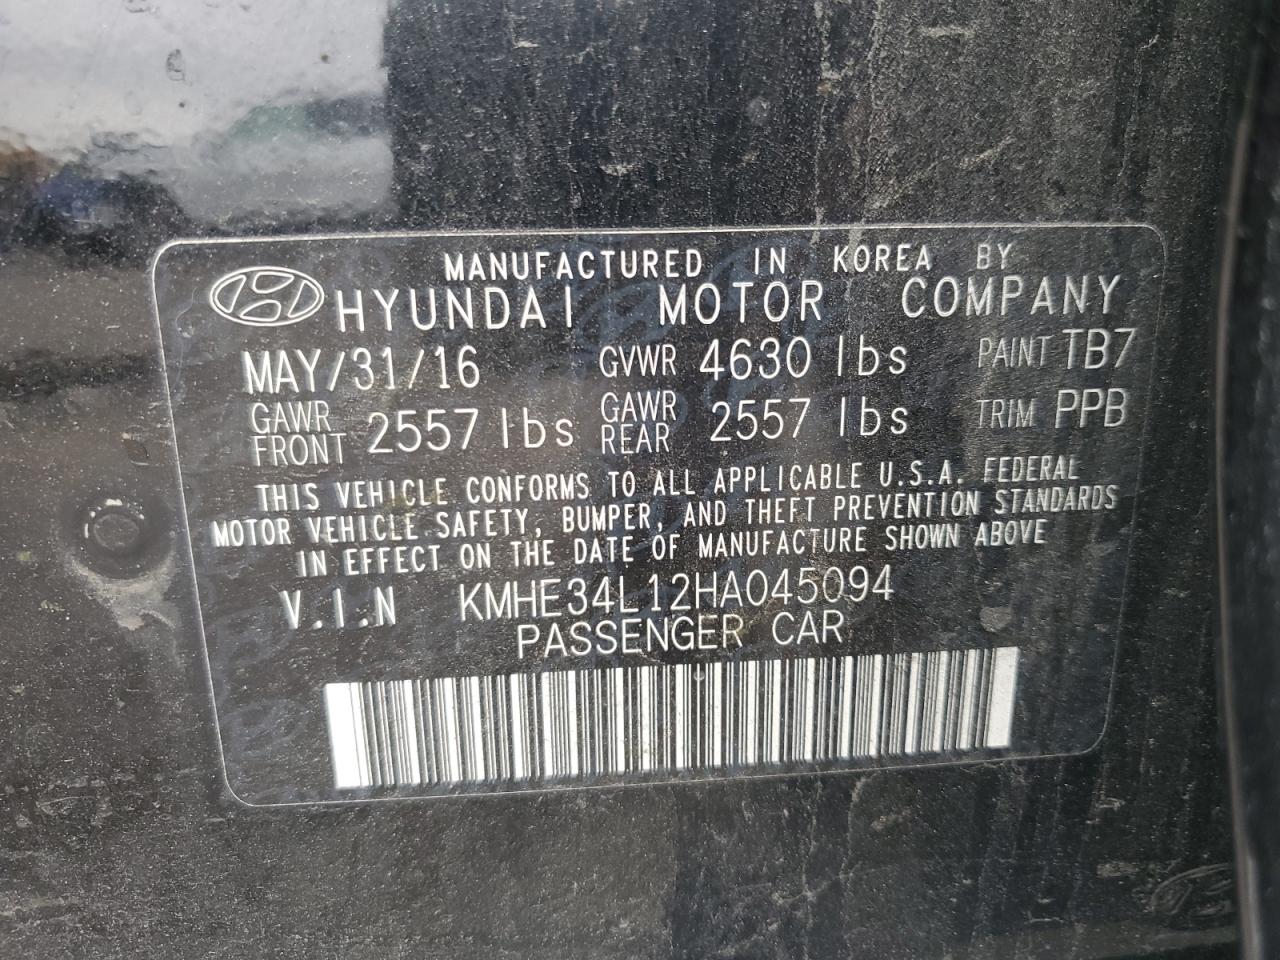 MANUFACTURED IN KOREA BY
HYUNDAI MOTOR COMPANY
MAY/31/16 GVWR 4630 lbs PAINT TB7
GAWR FRONT 2557 lbs GAWR REAR 2557 lbs TRIM PPB
THIS VEHICLE CONFORMS TO ALL APPLICABLE U.S.A. FEDERAL
MOTOR VEHICLE SAFETY, BUMPER, AND THEFT PREVENTION STANDARDS
IN EFFECT ON THE DATE OF MANUFACTURE SHOWN ABOVE
V.I.N KMHE34L12HA045094
PASSENGER CAR